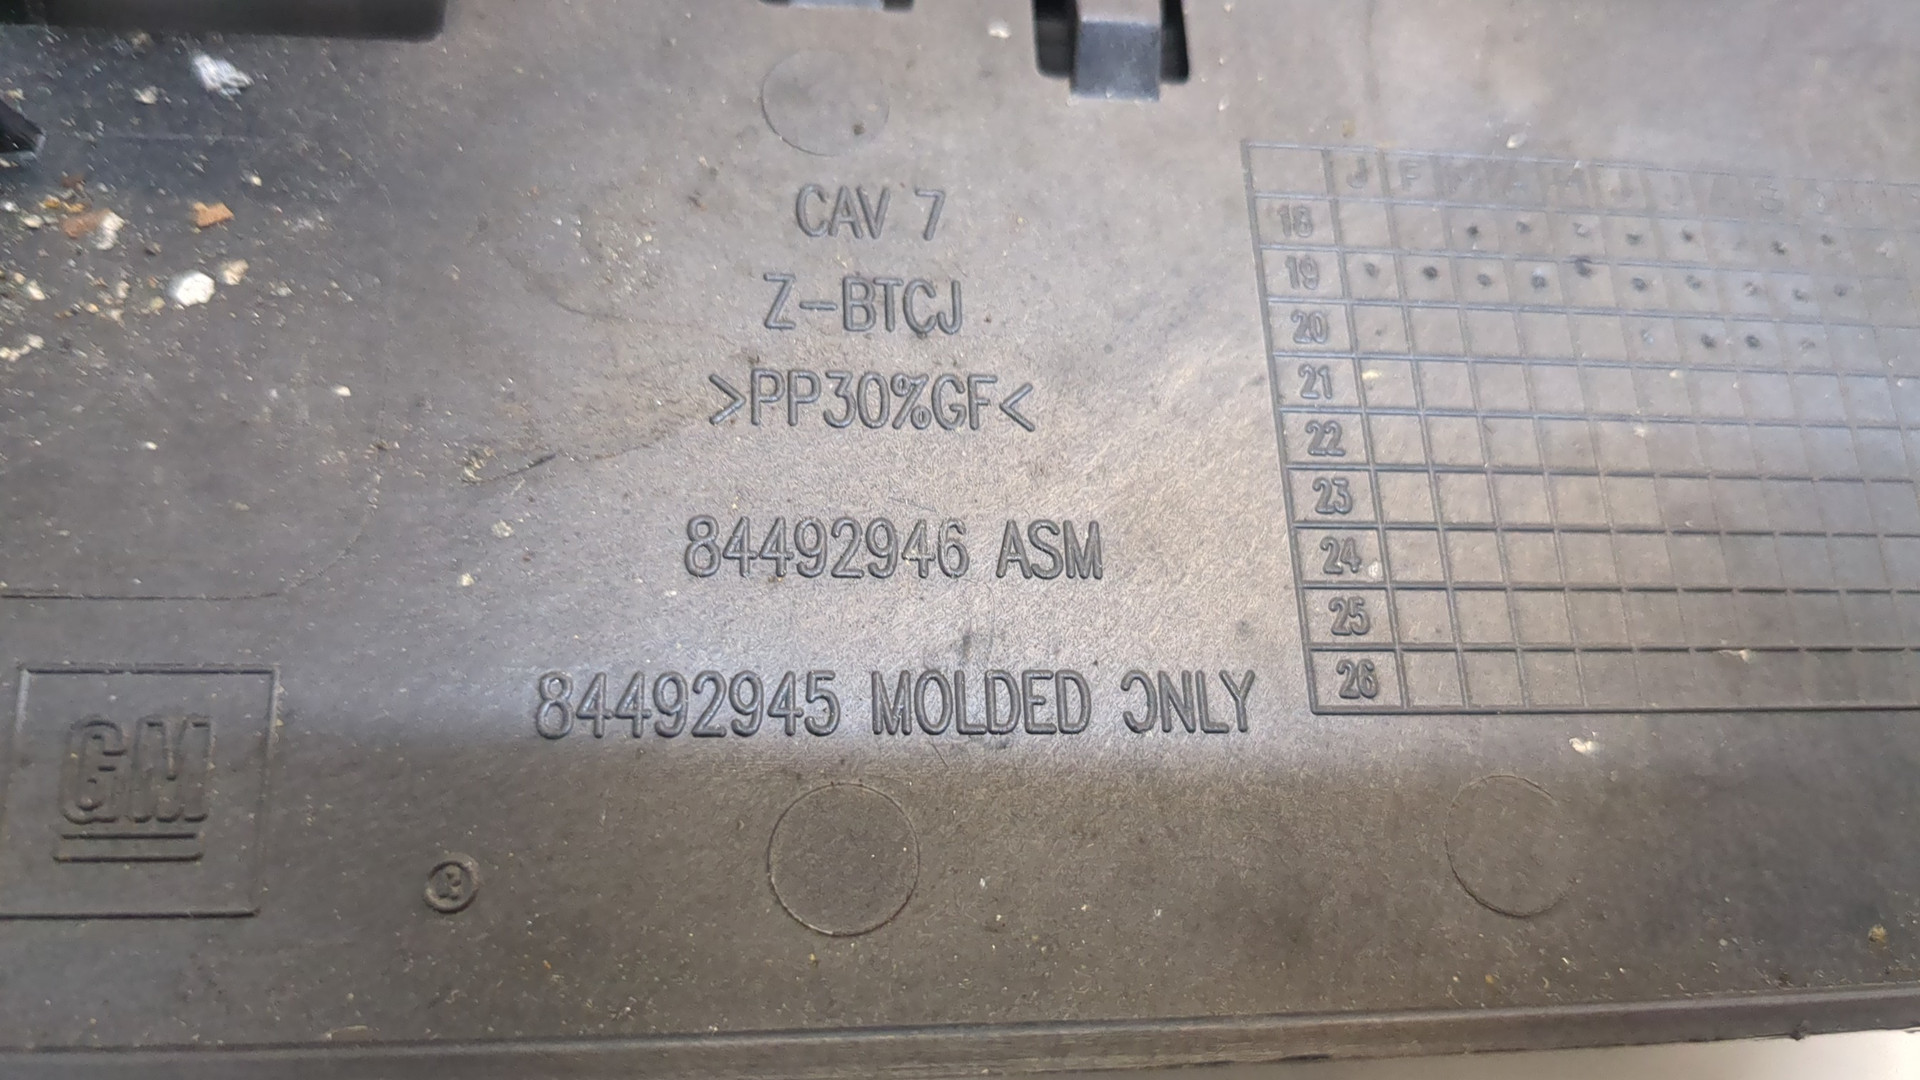 CAV 7
Z-BTCJ
>PP30%GF<
84492946 ASM
84492945 MOLDED ONLY
GM
®
J F M A M J J A S O
18
19
20
21
22
23
24
25
26